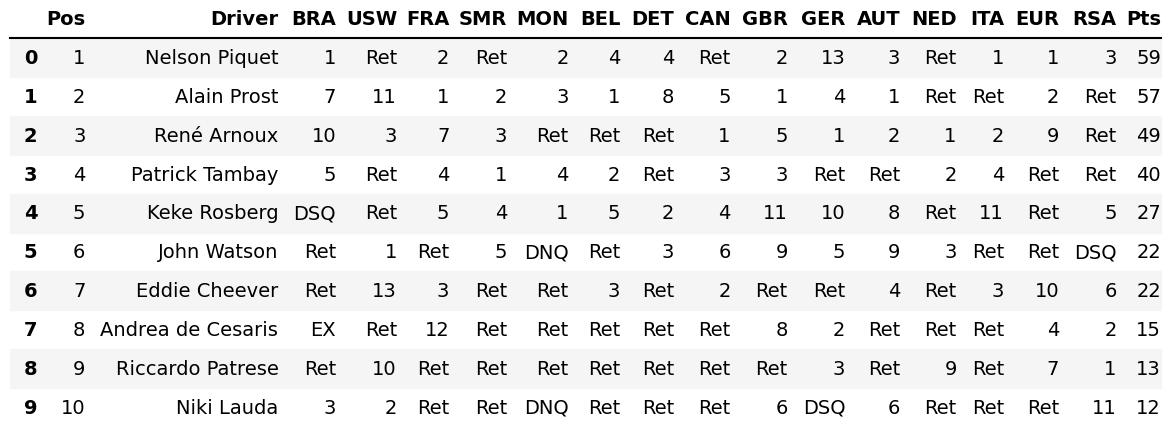 Pos Driver BRA USW FRA SMR MON BEL DET CAN GBR GER AUT NED ITA EUR RSA Pts
0 1 Nelson Piquet 1 Ret 2 Ret 2 4 4 Ret 2 13 3 Ret 1 1 3 59
1 2 Alain Prost 7 11 1 2 3 1 8 5 1 4 1 Ret Ret 2 Ret 57
2 3 René Arnoux 10 3 7 3 Ret Ret Ret 1 5 1 2 1 2 9 Ret 49
3 4 Patrick Tambay 5 Ret 4 1 4 2 Ret 3 3 Ret Ret 2 4 Ret Ret 40
4 5 Keke Rosberg DSQ Ret 5 4 1 5 2 4 11 10 8 Ret 11 Ret 5 27
5 6 John Watson Ret 1 Ret 5 DNQ Ret 3 6 9 5 9 3 Ret Ret DSQ 22
6 7 Eddie Cheever Ret 13 3 Ret Ret 3 Ret 2 Ret Ret 4 Ret 3 10 6 22
7 8 Andrea de Cesaris EX Ret 12 Ret Ret Ret Ret Ret 8 2 Ret Ret Ret 4 2 15
8 9 Riccardo Patrese Ret 10 Ret Ret Ret Ret Ret Ret Ret 3 Ret 9 Ret 7 1 13
9 10 Niki Lauda 3 2 Ret Ret DNQ Ret Ret Ret 6 DSQ 6 Ret Ret Ret 11 12